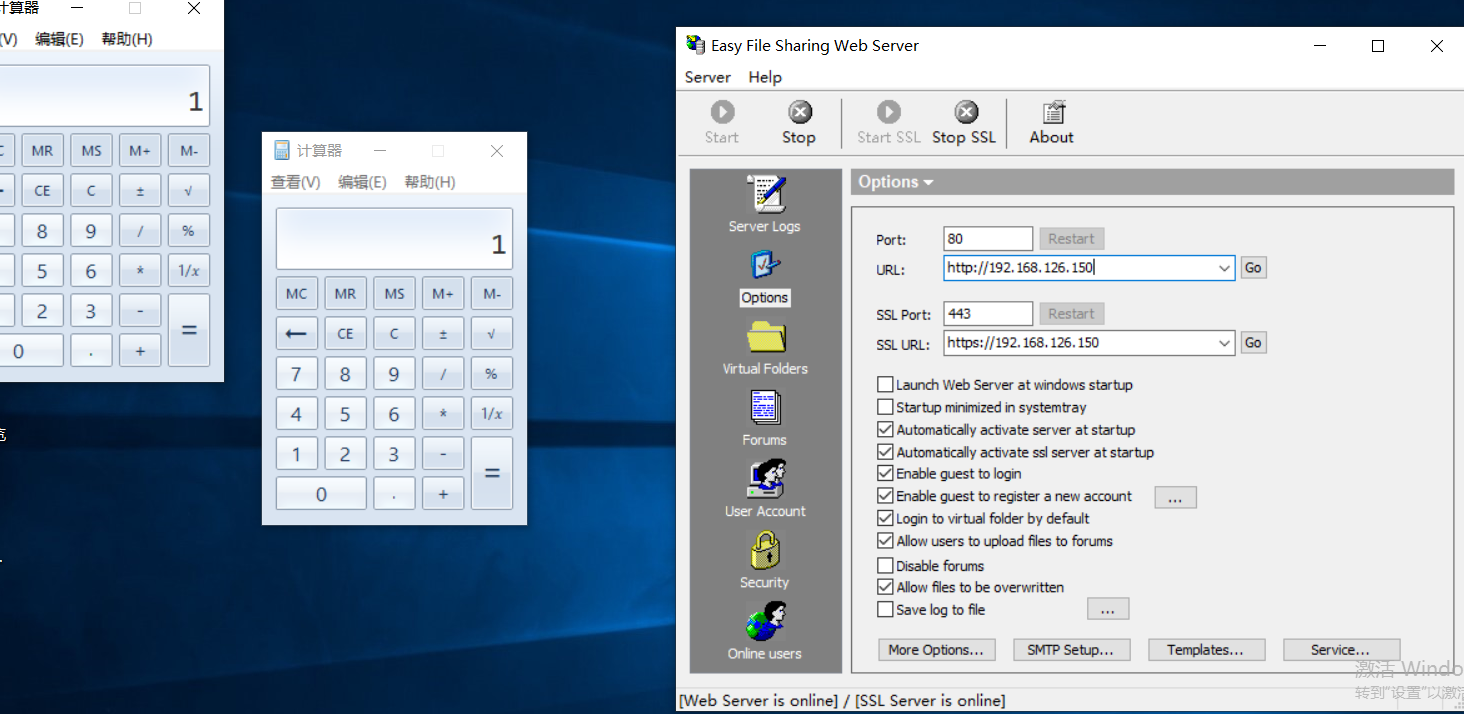 计算器
(V) 编辑(E) 帮助(H)
1
MR MS M+ M-
CE C ± √
8 9 / %
5 6 * 1/x
2 3 - =
0 . +
计算器
查看(V) 编辑(E) 帮助(H)
1
MC MR MS M+ M-
← CE C ± √
7 8 9 / %
4 5 6 * 1/x
1 2 3 - =
0 . +
Easy File Sharing Web Server
Server Help
Start Stop Start SSL Stop SSL About
Server Logs
Options
Virtual Folders
Forums
User Account
Security
Online users
Options
Port: 80 Restart
URL: http://192.168.126.150 Go
SSL Port: 443 Restart
SSL URL: https://192.168.126.150 Go
Launch Web Server at windows startup
Startup minimized in systemtray
Automatically activate server at startup
Automatically activate ssl server at startup
Enable guest to login
Enable guest to register a new account ...
Login to virtual folder by default
Allow users to upload files to forums
Disable forums
Allow files to be overwritten
Save log to file ...
More Options... SMTP Setup... Templates... Service...
激活 Windo
转到"设置"以激活
[Web Server is online] / [SSL Server is online]